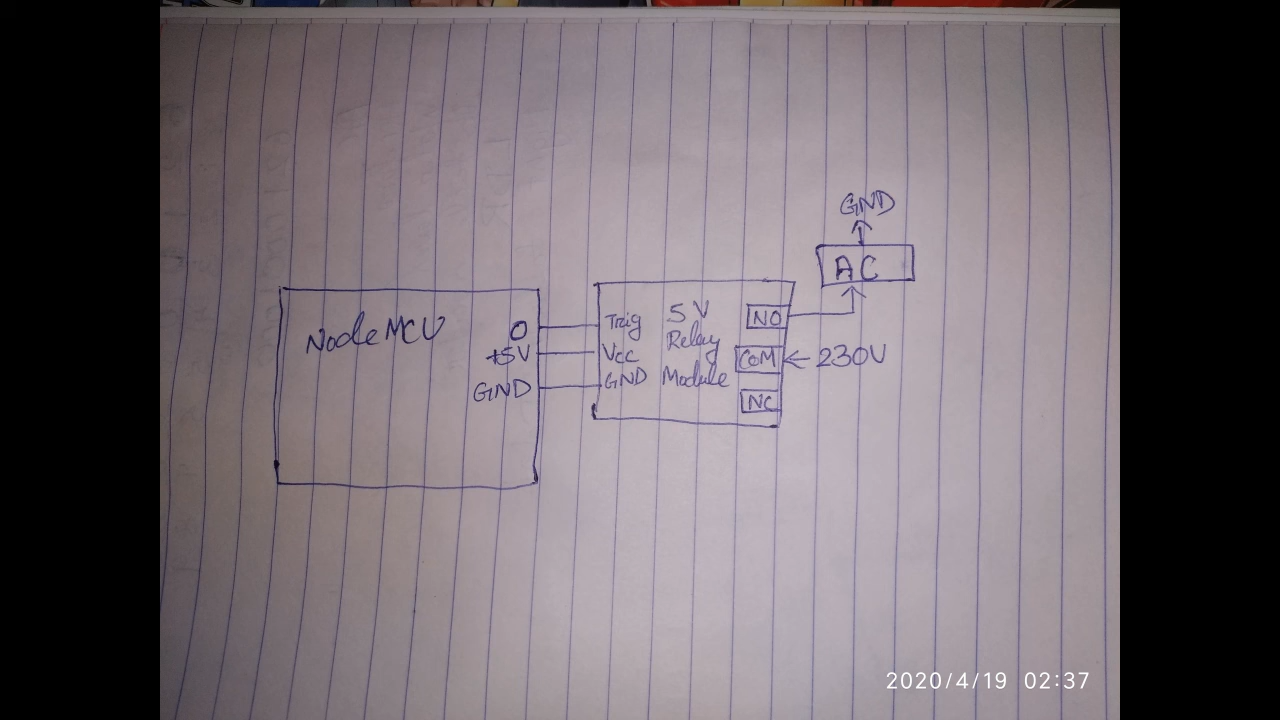 GND
AC
NodeMCU
O
+5V
GND
Trig
Vcc
GND
5V
Relay
Module
NO
COM
NC
230V
2020/4/19 02:37